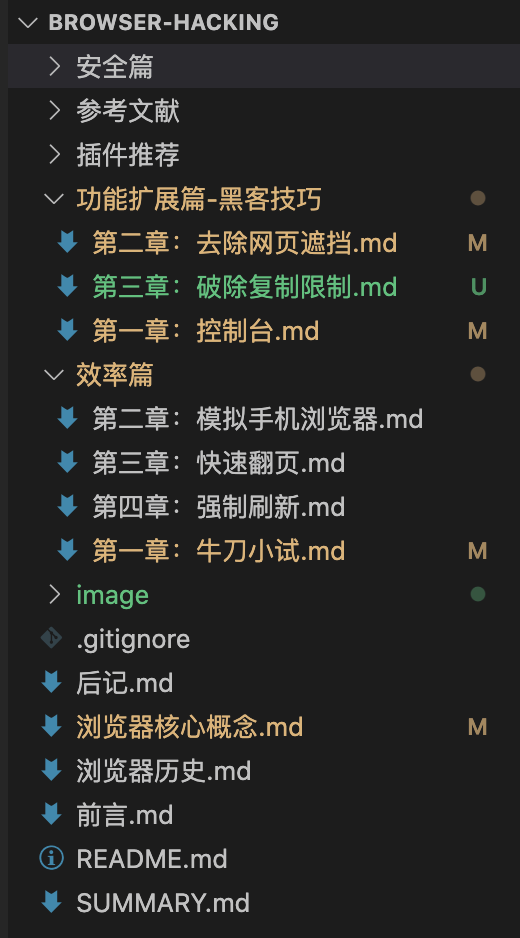 BROWSER-HACKING
安全篇
参考文献
插件推荐
功能扩展篇-黑客技巧
第二章：去除网页遮挡.md M
第三章：破除复制限制.md U
第一章：控制台.md M
效率篇
第二章：模拟手机浏览器.md
第三章：快速翻页.md
第四章：强制刷新.md
第一章：牛刀小试.md M
image
.gitignore
后记.md
浏览器核心概念.md M
浏览器历史.md
前言.md
README.md
SUMMARY.md